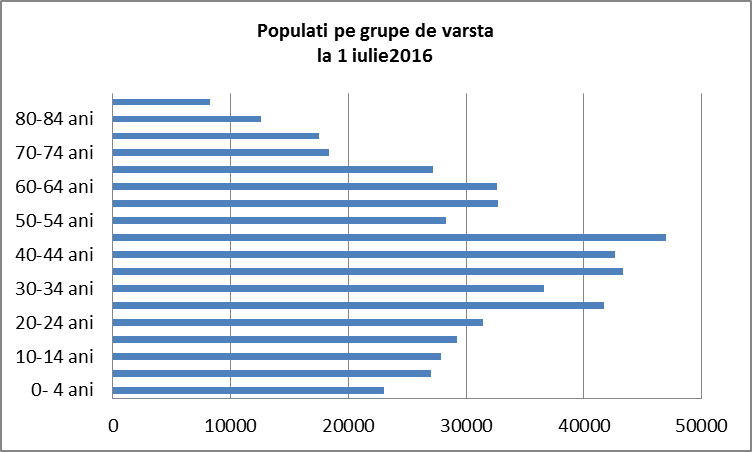 Populati pe grupe de varsta
la 1 iulie2016
80-84 ani
70-74 ani
60-64 ani
50-54 ani
40-44 ani
30-34 ani
20-24 ani
10-14 ani
0- 4 ani
0 10000 20000 30000 40000 50000